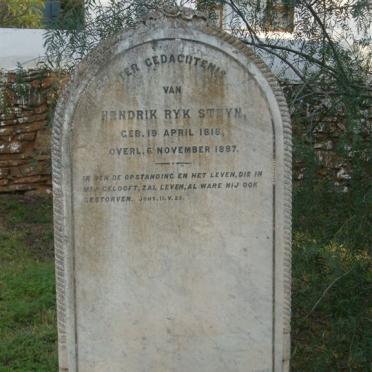 TER GEDACHTENIS
VAN
HENDRIK RYK STEYN,
GEB. 19 APRIL 1818,
OVERL. 6 NOVEMBER 1887.
IK BEN DE OPSTANDING EN HET LEVEN, DIE IN
MIJ GELOOFT, ZAL LEVEN, AL WARE HIJ OOK
GESTORVEN. JOHS. 11. V. 25.